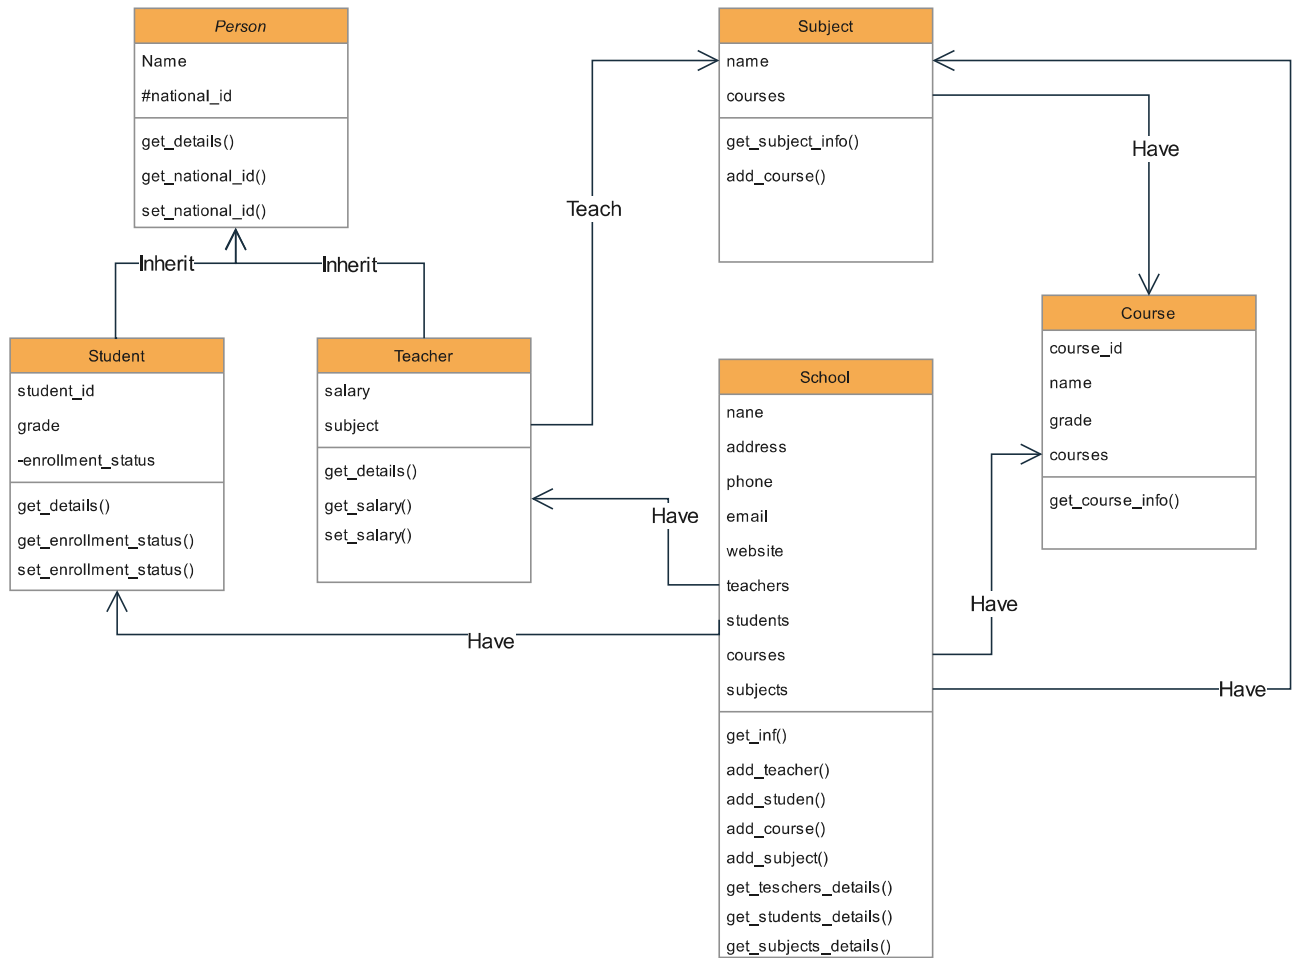 Person
Name
#national_id
get_details()
get_national_id()
set_national_id()
Subject
name
courses
get_subject_info()
add_course()
Have
Teach
Inherit
Inherit
Student
student_id
grade
-enrollment_status
get_details()
get_enrollment_status()
set_enrollment_status()
Teacher
salary
subject
get_details()
get_salary()
set_salary()
Course
course_id
name
grade
courses
get_course_info()
School
nane
address
phone
email
website
teachers
students
courses
subjects
get_inf()
add_teacher()
add_studen()
add_course()
add_subject()
get_teschers_details()
get_students_details()
get_subjects_details()
Have
Have
Have
Have